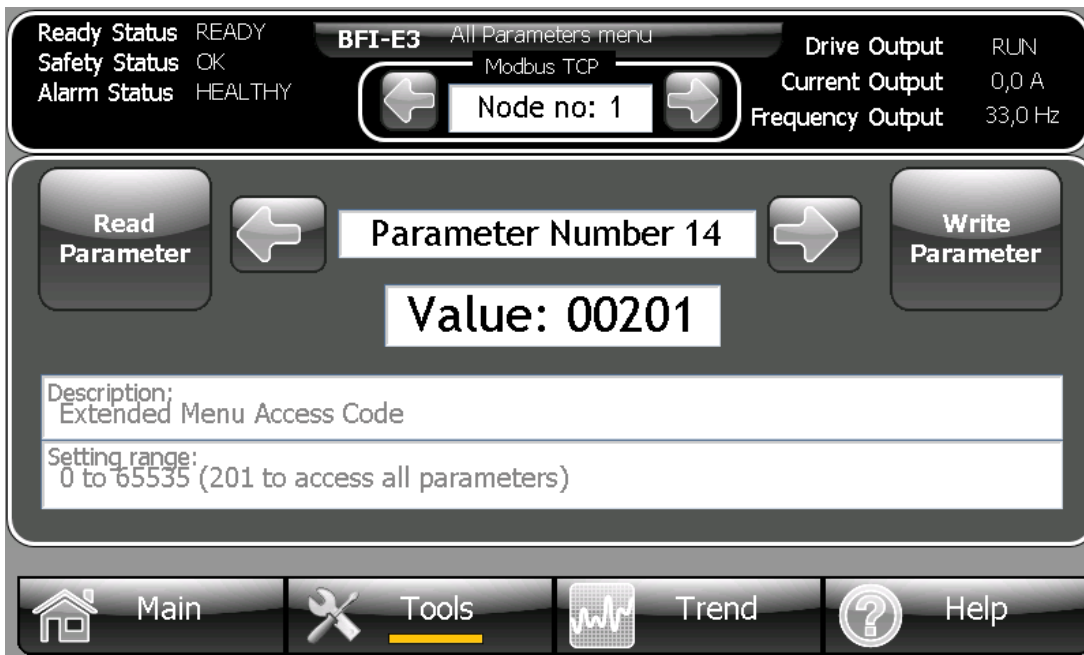 Ready Status READY
Safety Status OK
Alarm Status HEALTHY
BFI-E3 All Parameters menu
Modbus TCP
Node no: 1
Drive Output RUN
Current Output 0,0 A
Frequency Output 33,0 Hz
Read
Parameter
Parameter Number 14
Write
Parameter
Value: 00201
Description;
Extended Menu Access Code
Setting range:
0 to 65535 (201 to access all parameters)
Main
Tools
Trend
? Help